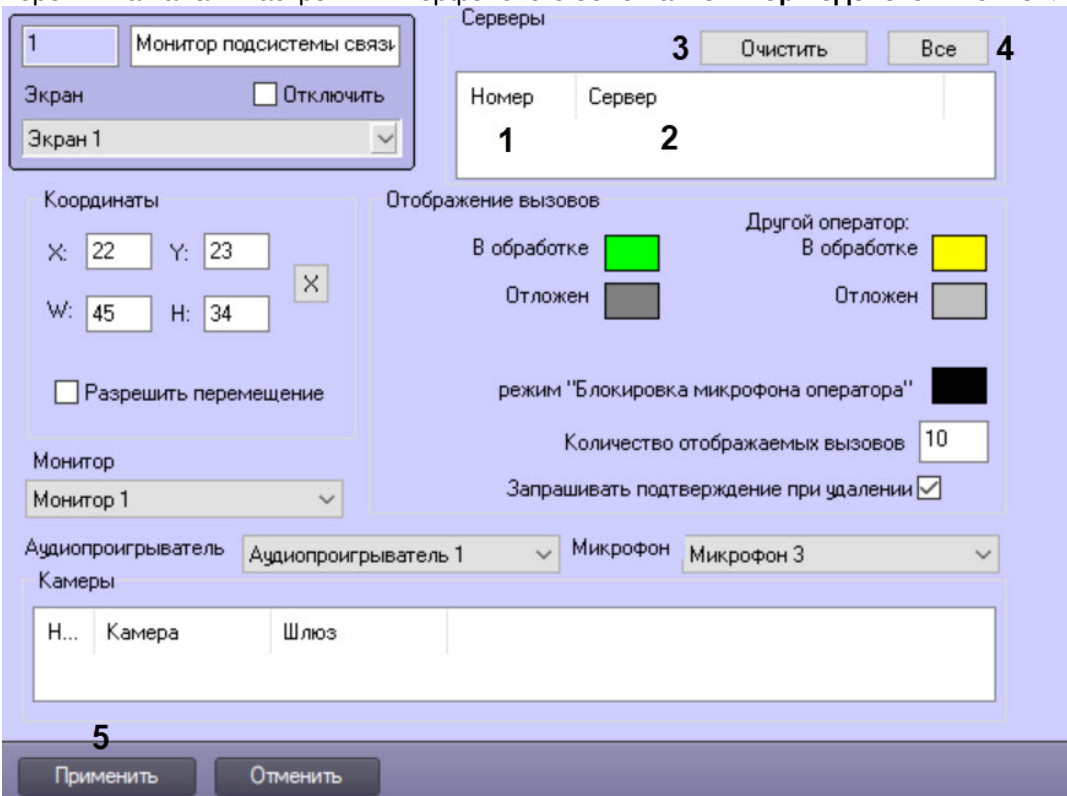 1
Монитор подсистемы связи
Экран
Отключить
Экран 1
Серверы
3
Очистить
Все
4
Номер
Сервер
1
2
Координаты
X: 22 Y: 23
X
W: 45 H: 34
Разрешить перемещение
Монитор
Монитор 1
Отображение вызовов
Другой оператор:
В обработке
В обработке
Отложен
Отложен
режим "Блокировка микрофона оператора"
Количество отображаемых вызовов 10
Запрашивать подтверждение при удалении
Аудиопроигрыватель Аудиопроигрыватель 1 Микрофон Микрофон 3
Камеры
Н... Камера Шлюз
5
Применить Отменить